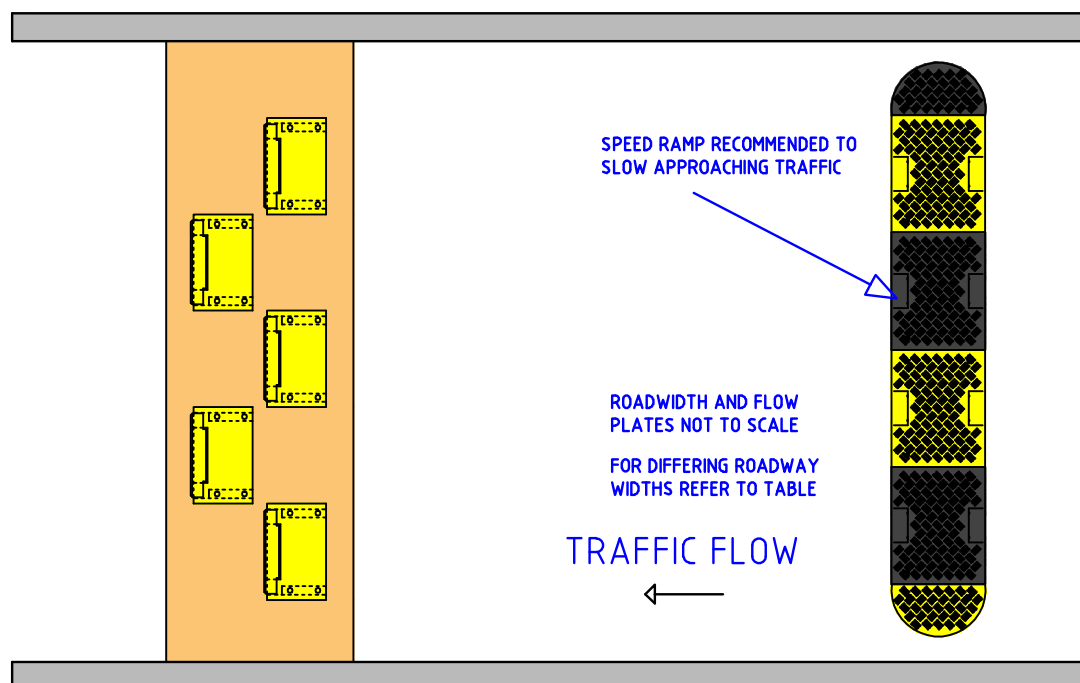 SPEED RAMP RECOMMENDED TO
SLOW APPROACHING TRAFFIC
ROADWIDTH AND FLOW
PLATES NOT TO SCALE
FOR DIFFERING ROADWAY
WIDTHS REFER TO TABLE
TRAFFIC FLOW